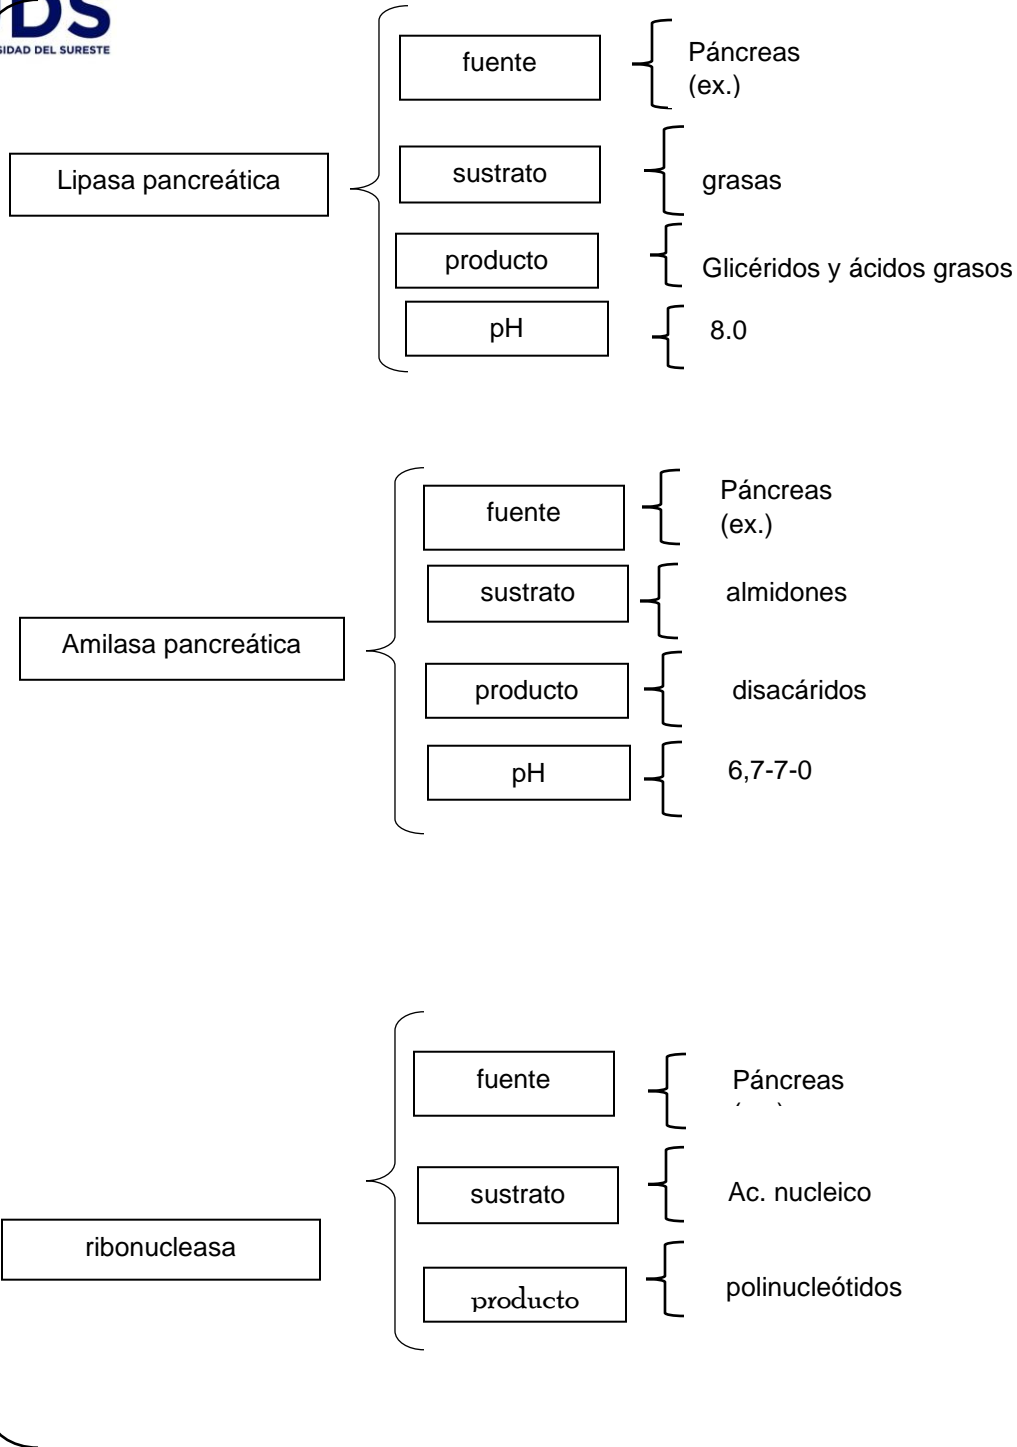 UDS
SIDAD DEL SURESTE
fuente
Páncreas
(ex.)
Lipasa pancreática
sustrato
grasas
producto
Glicéridos y ácidos grasos
pH
8.0
fuente
Páncreas
(ex.)
sustrato
almidones
Amilasa pancreática
producto
disacáridos
pH
6,7-7-0
fuente
Páncreas
sustrato
Ac. nucleico
ribonucleasa
producto
polinucleótidos